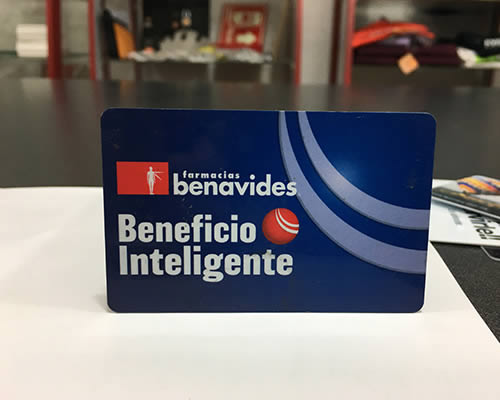 farmacias
benavides
Beneficio
Inteligente